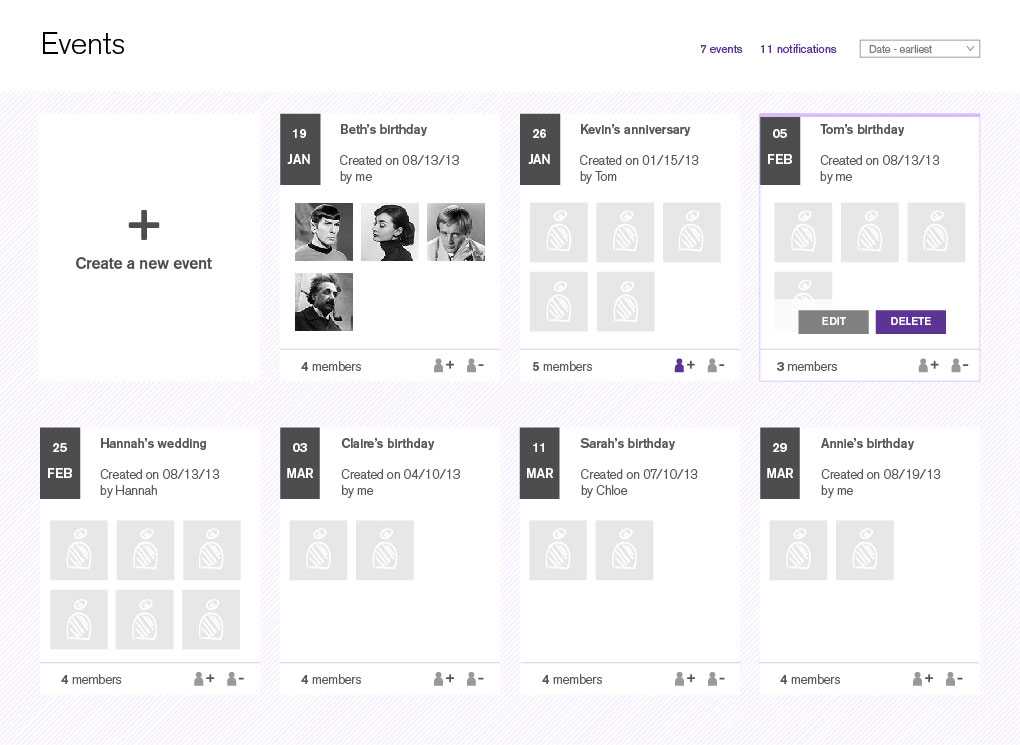 Events
7 events
11 notifications
Date - earliest
Create a new event
19
JAN
Beth's birthday
Created on 08/13/13
by me
4 members
26
JAN
Kevin's anniversary
Created on 01/15/13
by Tom
5 members
05
FEB
Tom's birthday
Created on 08/13/13
by me
EDIT
DELETE
3 members
25
FEB
Hannah's wedding
Created on 08/13/13
by Hannah
4 members
03
MAR
Claire's birthday
Created on 04/10/13
by me
4 members
11
MAR
Sarah's birthday
Created on 07/10/13
by Chloe
4 members
29
MAR
Annie's birthday
Created on 08/19/13
by me
4 members